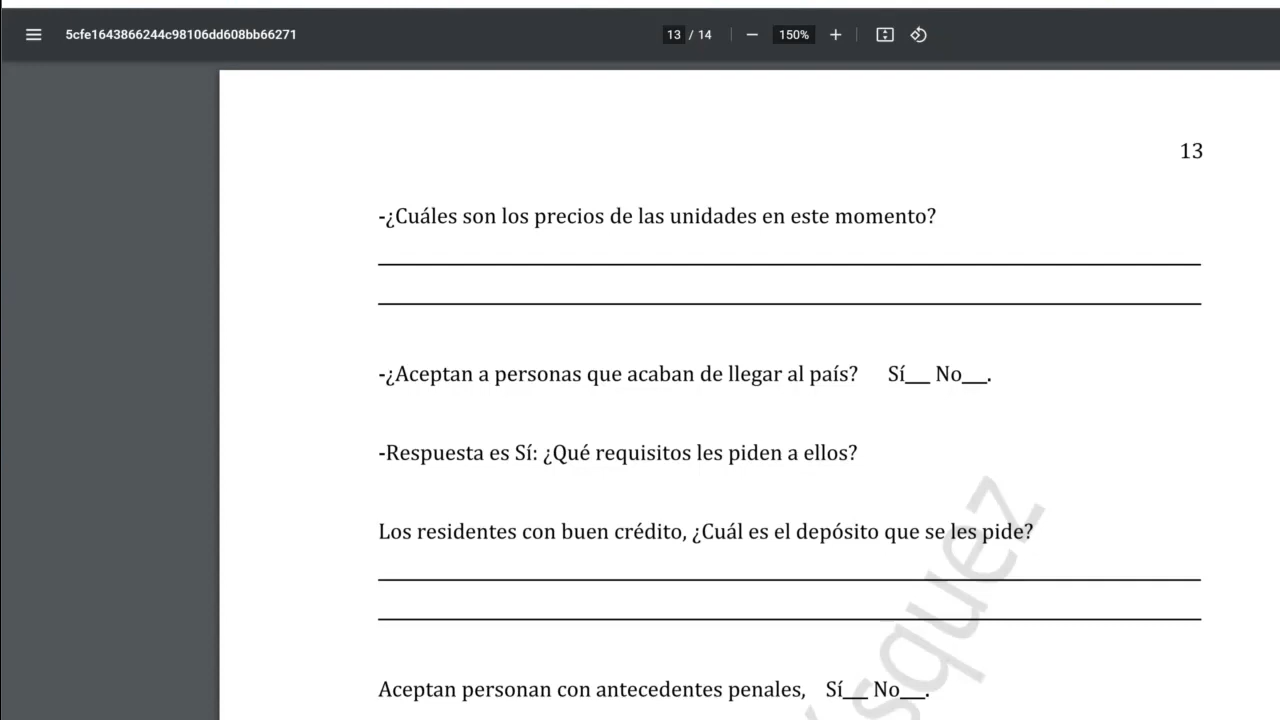 5cfe1643866244c98106dd608bb66271 13 / 14 150%
13
-¿Cuáles son los precios de las unidades en este momento?
-¿Aceptan a personas que acaban de llegar al país? Sí___ No___.
-Respuesta es Sí: ¿Qué requisitos les piden a ellos?
Los residentes con buen crédito, ¿Cuál es el depósito que se les pide?
Aceptan personan con antecedentes penales, Sí___ No___.